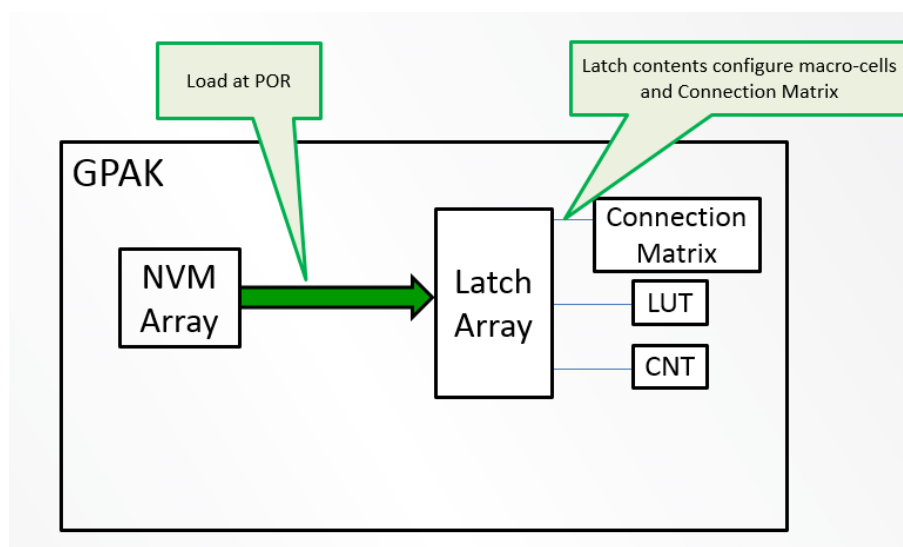 Load at POR
Latch contents configure macro-cells
and Connection Matrix
GPAK
NVM
Array
Latch
Array
Connection
Matrix
LUT
CNT